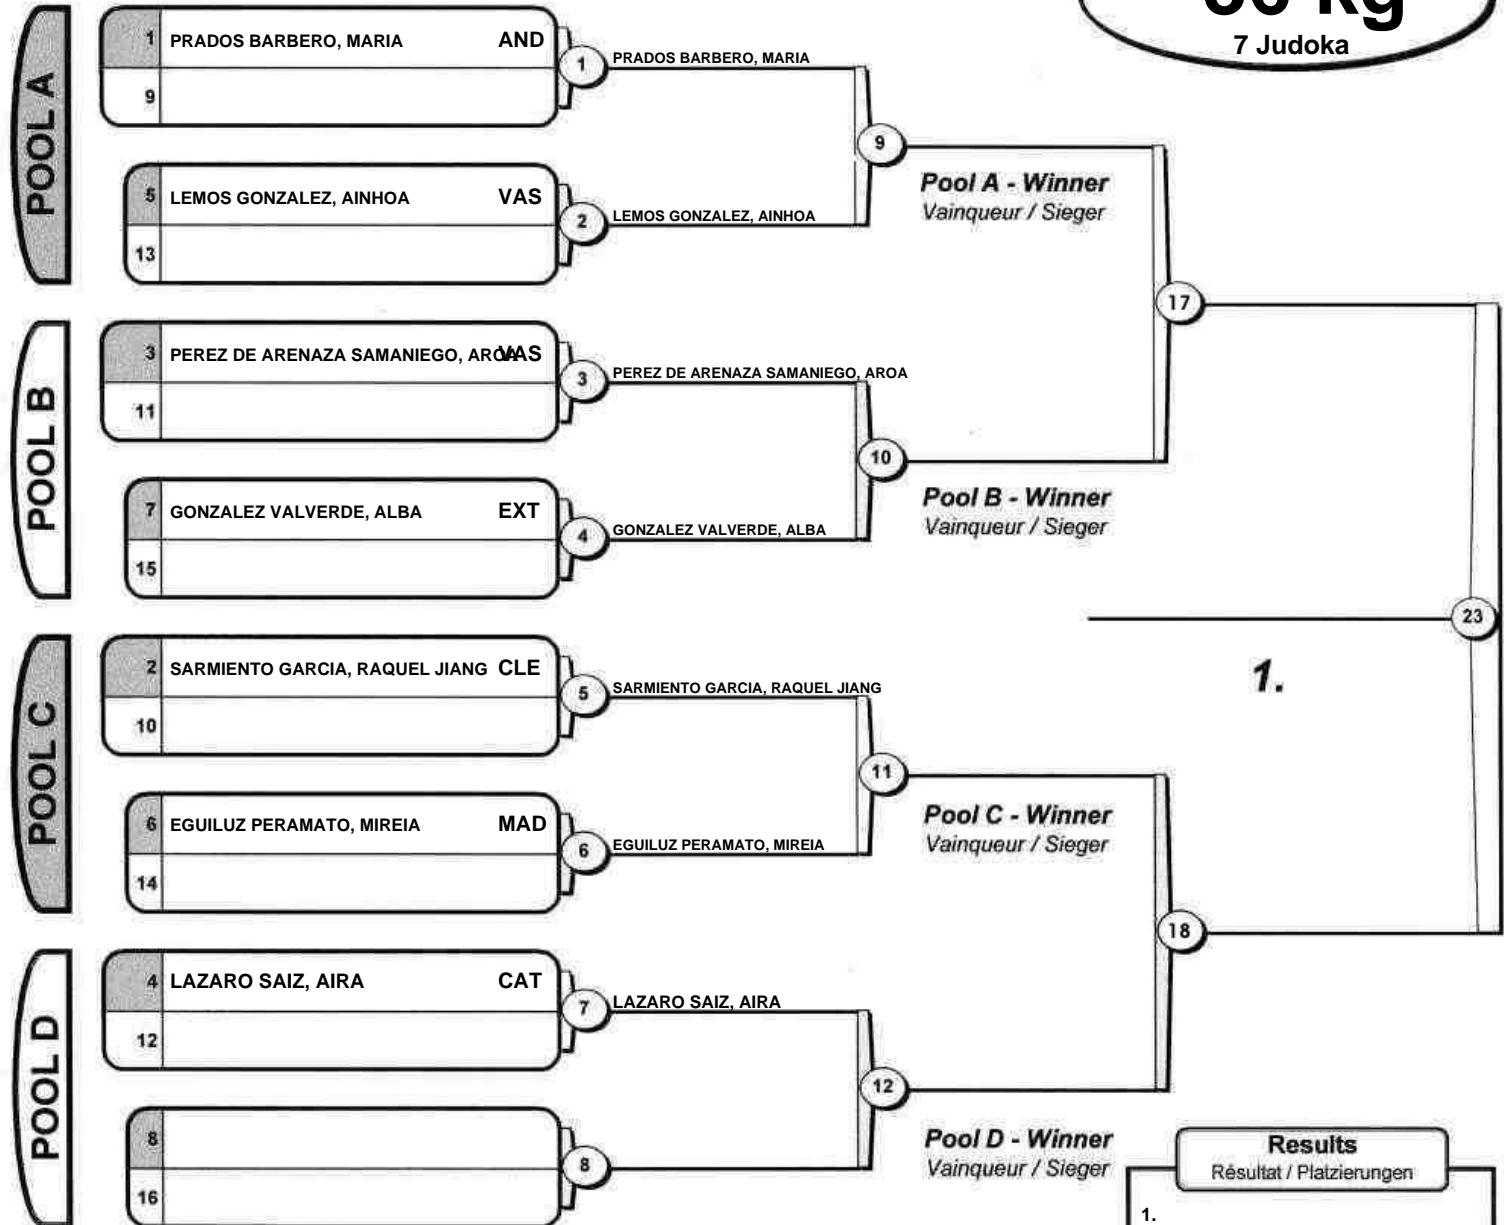 kg
7 Judoka
POOL A
1 PRADOS BARBERO, MARIA AND
9
1
PRADOS BARBERO, MARIA
5 LEMOS GONZALEZ, AINHOA VAS
13
2
LEMOS GONZALEZ, AINHOA
9
Pool A - Winner
Vainqueur / Sieger
POOL B
3 PEREZ DE ARENAZA SAMANIEGO, AROA VAS
11
3
PEREZ DE ARENAZA SAMANIEGO, AROA
7 GONZALEZ VALVERDE, ALBA EXT
15
4
GONZALEZ VALVERDE, ALBA
10
Pool B - Winner
Vainqueur / Sieger
17
23
1.
POOL C
2 SARMIENTO GARCIA, RAQUEL JIANG CLE
10
5
SARMIENTO GARCIA, RAQUEL JIANG
6 EGUILUZ PERAMATO, MIREIA MAD
14
6
EGUILUZ PERAMATO, MIREIA
11
Pool C - Winner
Vainqueur / Sieger
18
POOL D
4 LAZARO SAIZ, AIRA CAT
12
7
LAZARO SAIZ, AIRA
8
16
8
12
Pool D - Winner
Vainqueur / Sieger
Results
Résultat / Platzierungen
1.